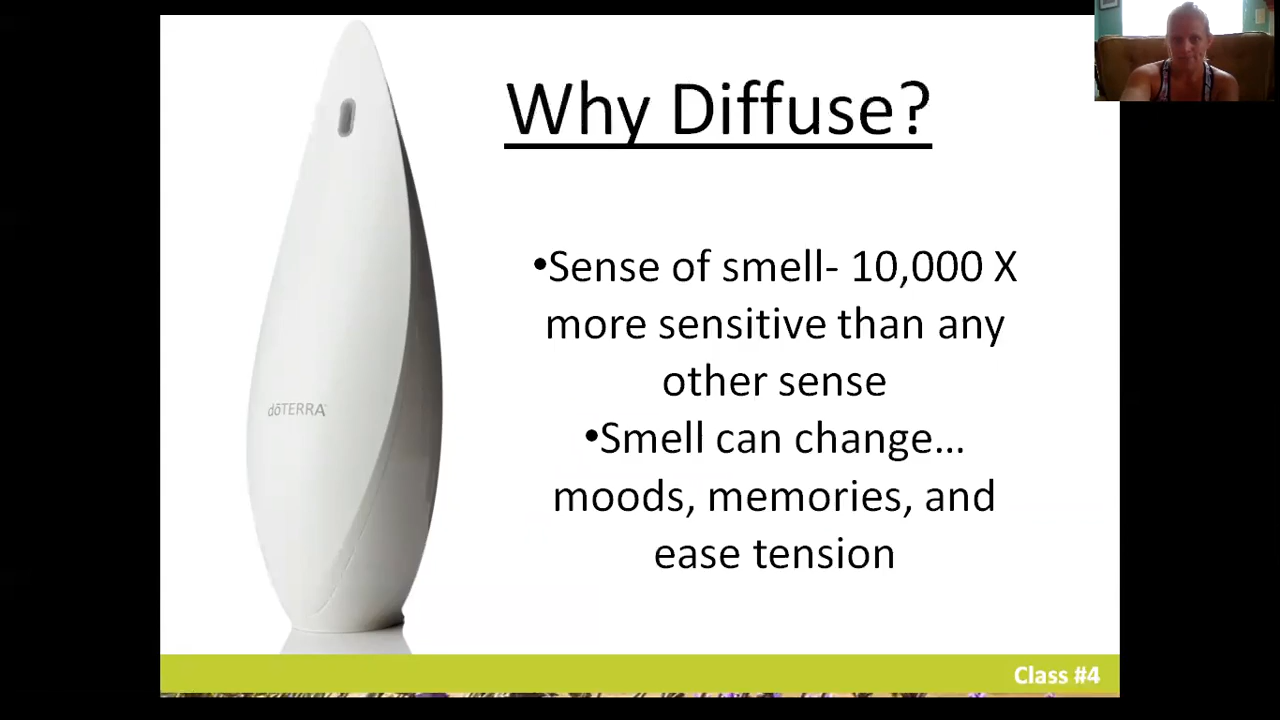 Why Diffuse?
•Sense of smell- 10,000 X
more sensitive than any
other sense
•Smell can change…
moods, memories, and
ease tension
dōTERRA
Class #4